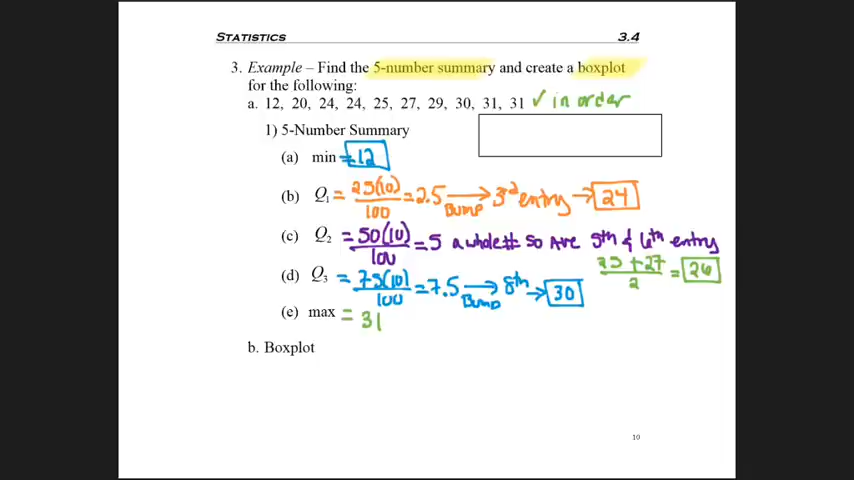 STATISTICS 3.4
3. Example – Find the 5-number summary and create a boxplot
for the following:
a. 12, 20, 24, 24, 25, 27, 29, 30, 31, 31 ✓ in order
1) 5-Number Summary
(a) min = 12
(b) Q₁ = 25(10)/100 = 2.5 → Bump 3rd entry → 24
(c) Q₂ = 50(10)/100 = 5 a whole # so Ave 5th & 6th entry
25 + 27 / 2 = 26
(d) Q₃ = 75(10)/100 = 7.5 → Bump 8th → 30
(e) max = 31
b. Boxplot
10